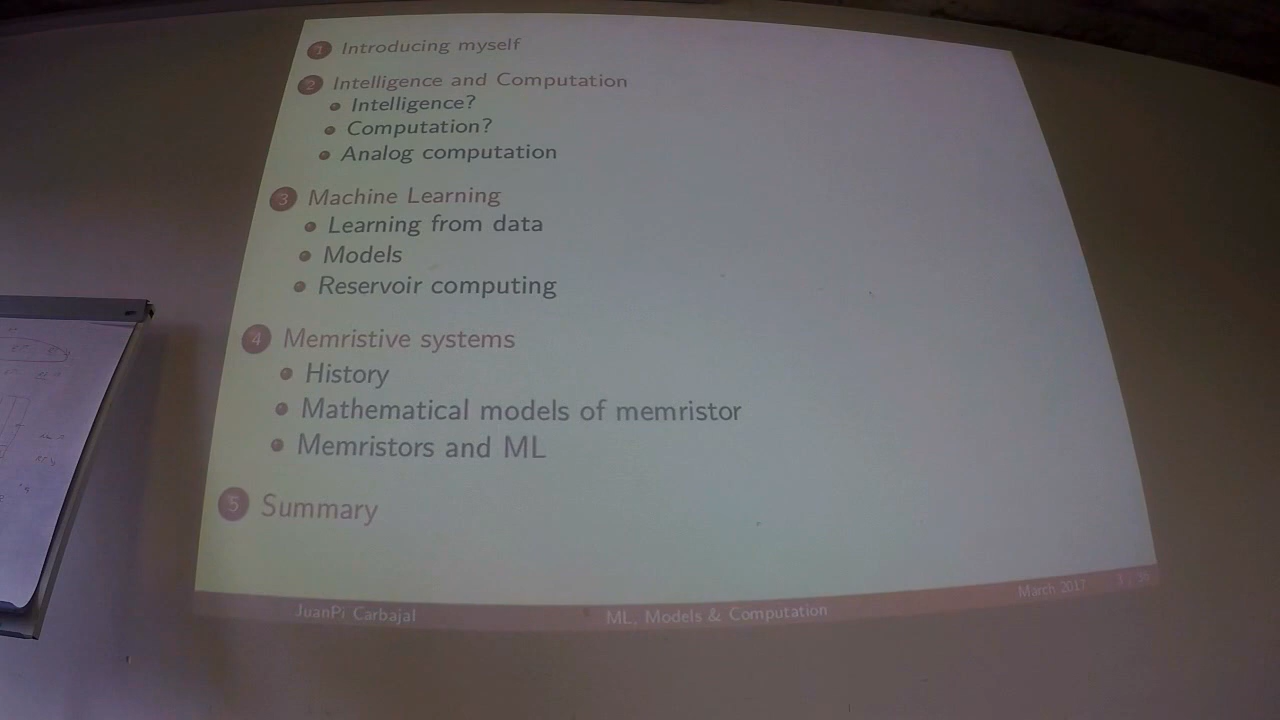 1 Introducing myself
2 Intelligence and Computation
Intelligence?
Computation?
Analog computation
3 Machine Learning
Learning from data
Models
Reservoir computing
4 Memristive systems
History
Mathematical models of memristor
Memristors and ML
5 Summary
JuanPi Carbajal ML, Models & Computation March 2017